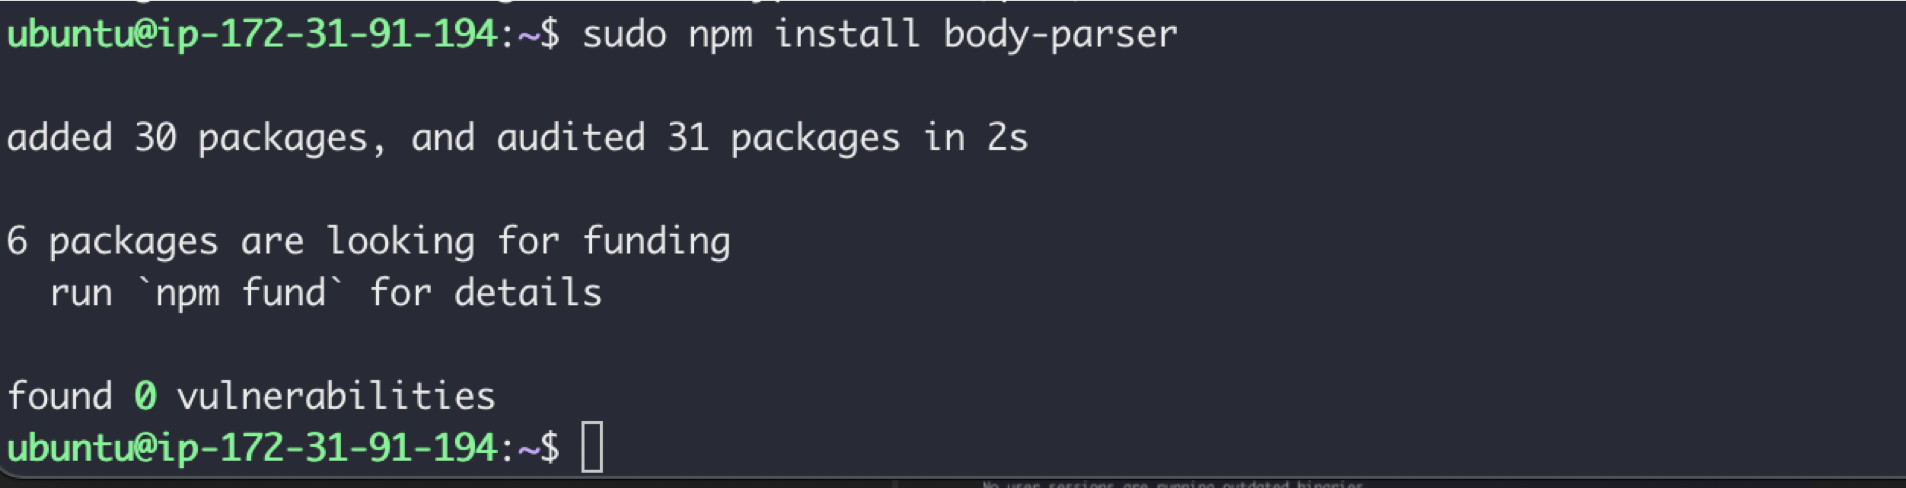 ubuntu@ip-172-31-91-194:~$ sudo npm install body-parser
added 30 packages, and audited 31 packages in 2s
6 packages are looking for funding
run `npm fund` for details
found 0 vulnerabilities
ubuntu@ip-172-31-91-194:~$
No user sessions are running outdated binaries